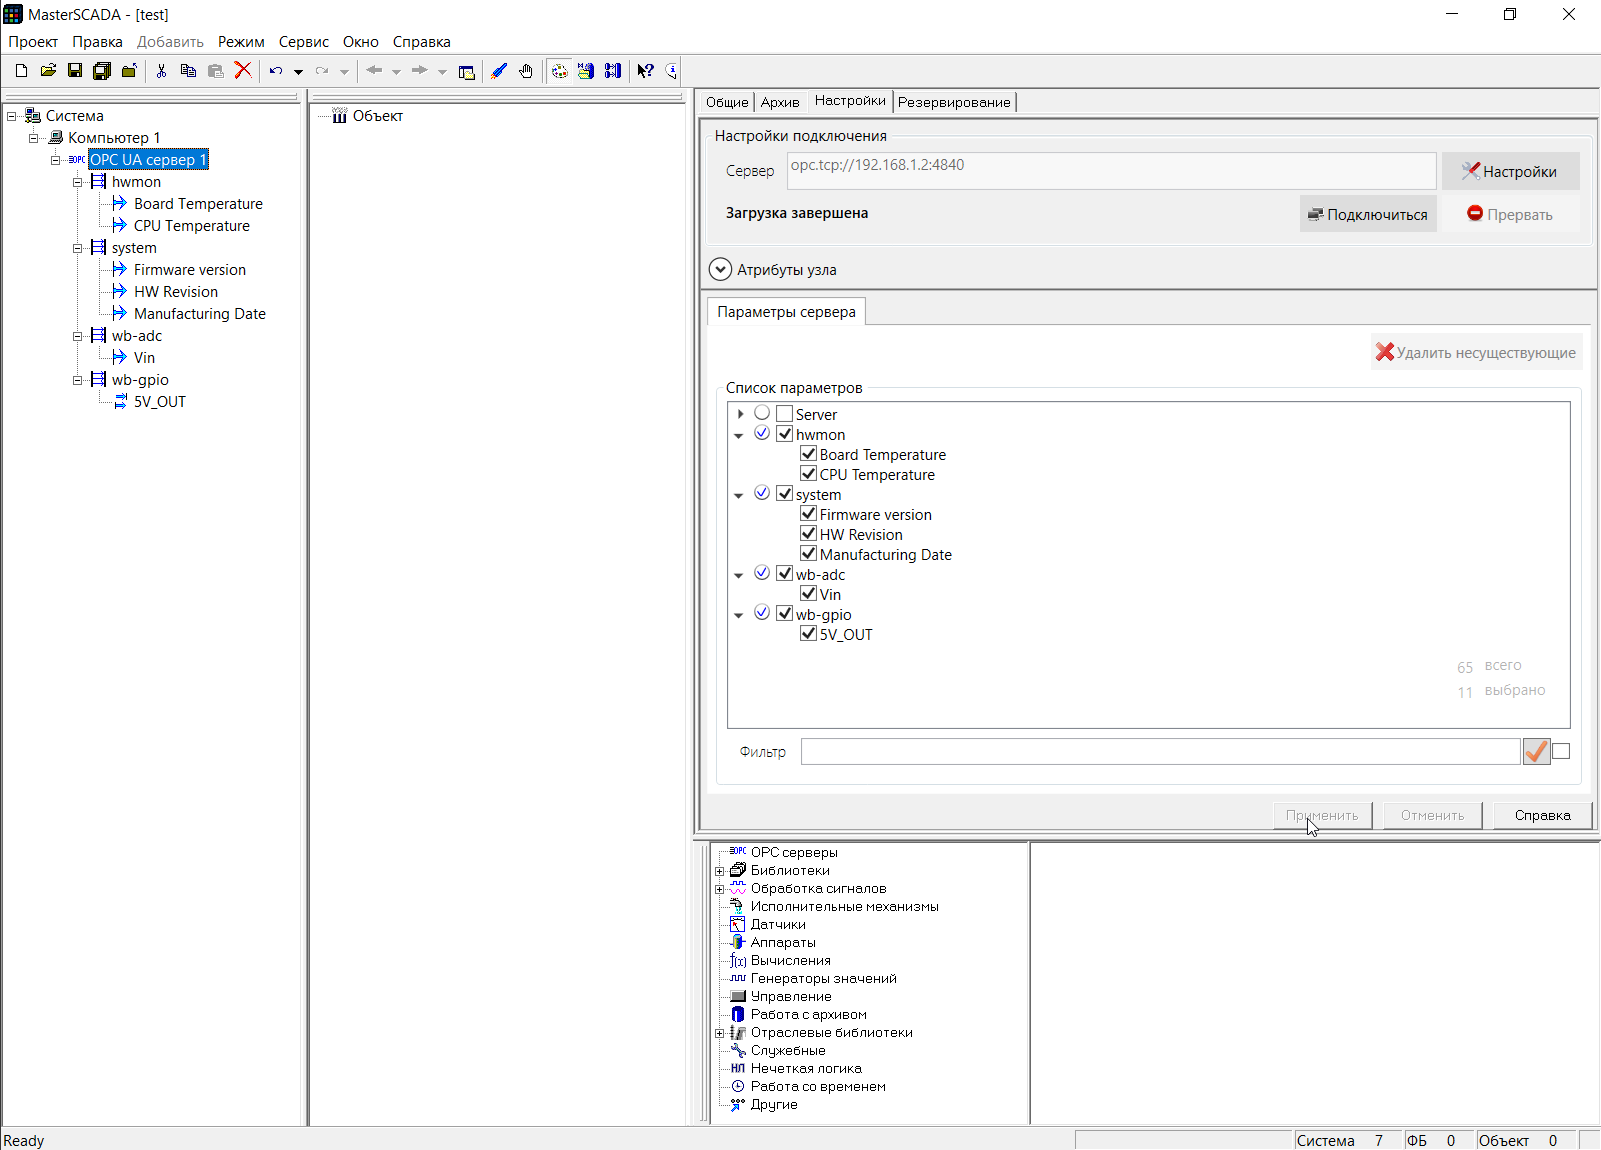 MasterSCADA - [test]
Проект Правка Добавить Режим Сервис Окно Справка
Система
Компьютер 1
OPC UA сервер 1
hwmon
Board Temperature
CPU Temperature
system
Firmware version
HW Revision
Manufacturing Date
wb-adc
Vin
wb-gpio
5V_OUT
Объект
Общие Архив Настройки Резервирование
Настройки подключения
Сервер opc.tcp://192.168.1.2:4840 Настройки
Загрузка завершена Подключиться Прервать
Атрибуты узла
Параметры сервера
Удалить несуществующие
Список параметров
Server
hwmon
Board Temperature
CPU Temperature
system
Firmware version
HW Revision
Manufacturing Date
wb-adc
Vin
wb-gpio
5V_OUT
65 всего
11 выбрано
Фильтр
Применить Отменить Справка
OPC серверы
Библиотеки
Обработка сигналов
Исполнительные механизмы
Датчики
Аппараты
Вычисления
Генераторы значений
Управление
Работа с архивом
Отраслевые библиотеки
Служебные
Нечеткая логика
Работа со временем
Другие
Ready Система 7 ФБ 0 Объект 0